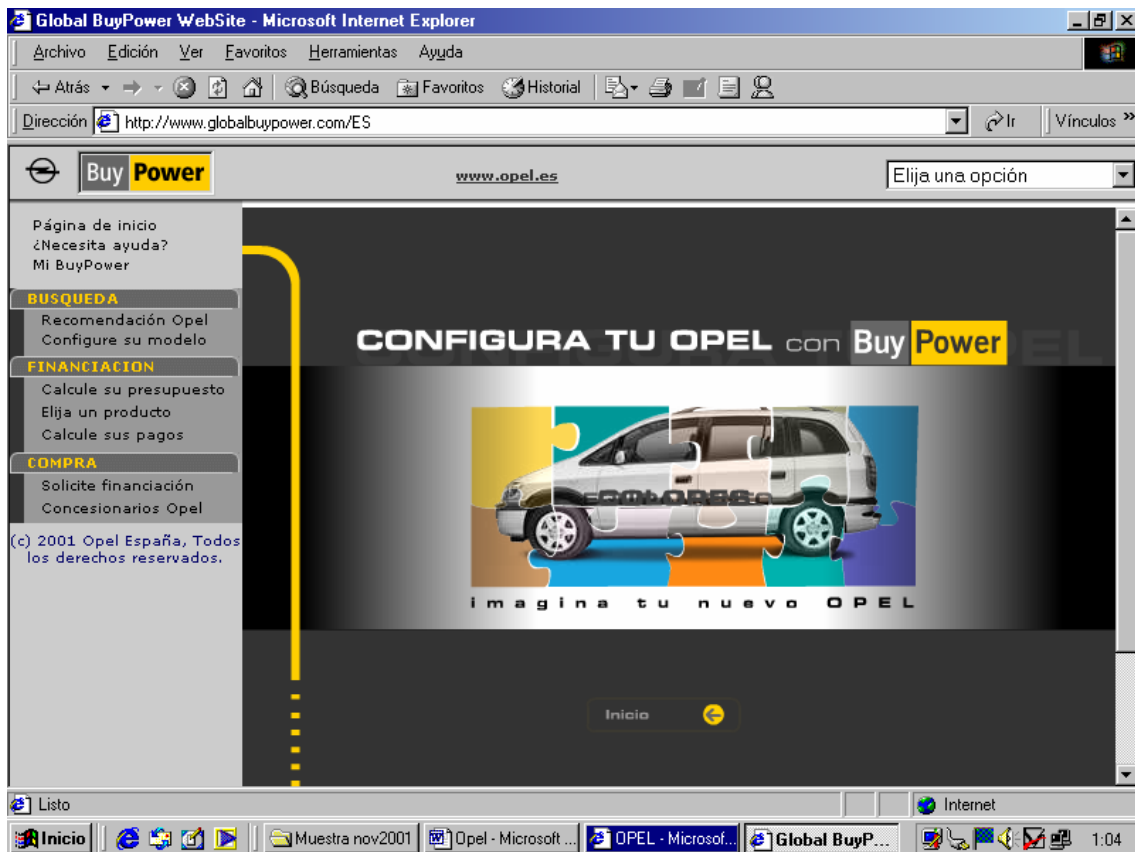 Global BuyPower WebSite - Microsoft Internet Explorer
Archivo Edición Ver Favoritos Herramientas Ayuda
Atrás Búsqueda Favoritos Historial
Dirección http://www.globalbuypower.com/ES Ir Vínculos »
Buy Power www.opel.es Elija una opción
Página de inicio
¿Necesita ayuda?
Mi BuyPower
BUSQUEDA
Recomendación Opel
Configure su modelo
FINANCIACION
Calcule su presupuesto
Elija un producto
Calcule sus pagos
COMPRA
Solicite financiación
Concesionarios Opel
(c) 2001 Opel España, Todos
los derechos reservados.
CONFIGURA TU OPEL con Buy Power
imagina tu nuevo OPEL
Inicio
Listo Internet
Inicio Muestra nov2001 Opel - Microsoft ... OPEL - Microsof... Global BuyP... 1:04